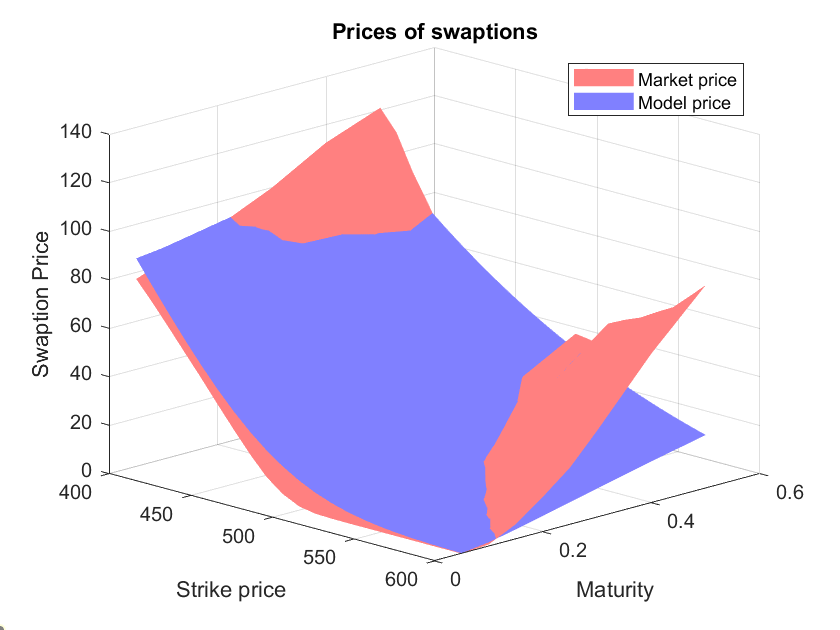 Prices of swaptions
Market price
Model price
140
120
100
80
60
40
20
0
Swaption Price
400
450
500
550
600
Strike price
0
0.2
0.4
0.6
Maturity